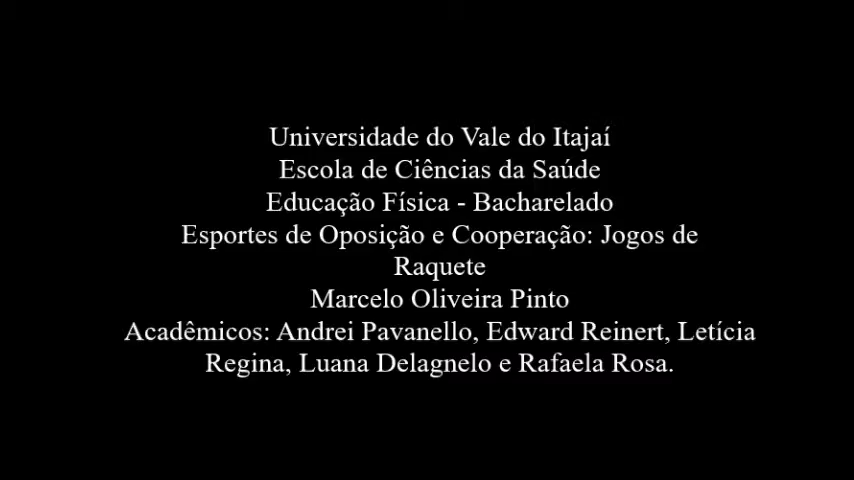 Universidade do Vale do Itajaí
Escola de Ciências da Saúde
Educação Física - Bacharelado
Esportes de Oposição e Cooperação: Jogos de
Raquete
Marcelo Oliveira Pinto
Acadêmicos: Andrei Pavanello, Edward Reinert, Letícia
Regina, Luana Delagnelo e Rafaela Rosa.